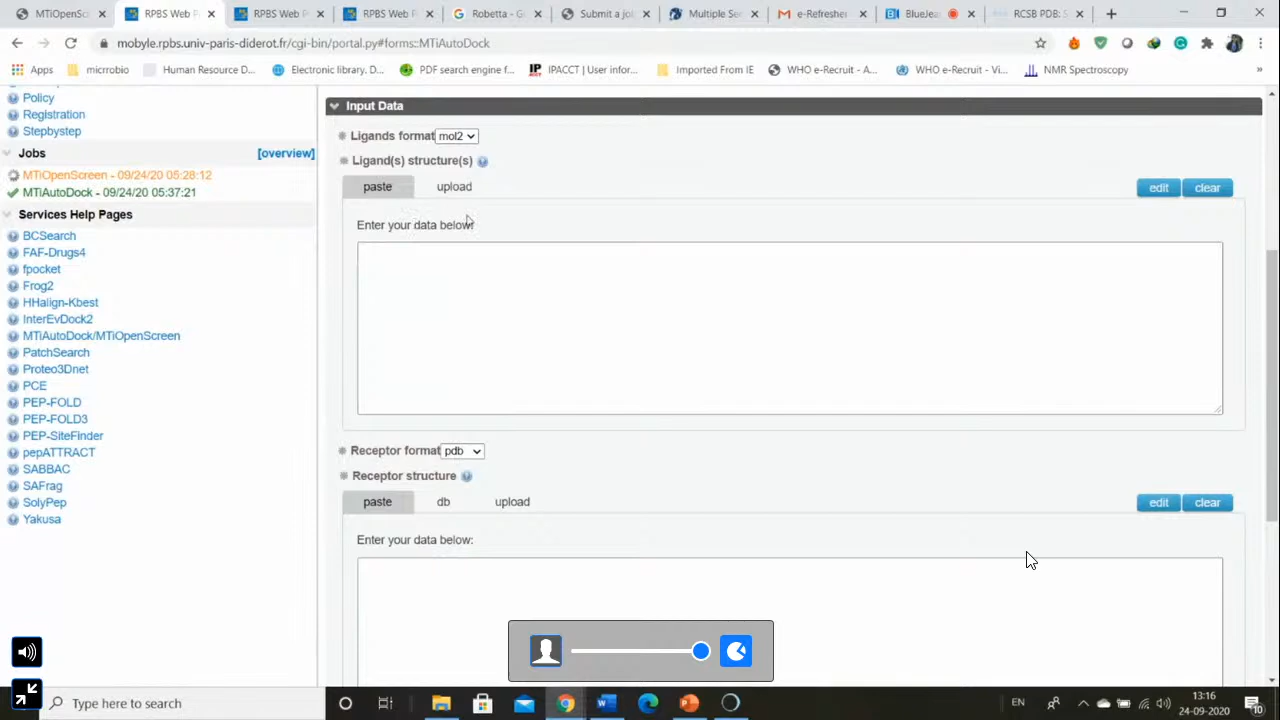 MTiOpenScreen
RPBS Web P
RPBS Web P
RPBS Web P
Robetta - G
Submit a jo
Multiple Se
e-Refreshe
BlueJea
RCSB PDB: S
mobyle.rpbs.univ-paris-diderot.fr/cgi-bin/portal.py#forms::MTiAutoDock
Apps
micrrobio
Human Resource D...
Electronic library. D...
PDF search engine f...
IPACCT | User infor...
Imported From IE
WHO e-Recruit - A...
WHO e-Recruit - Vi...
NMR Spectroscopy
»
Policy
Registration
Stepbystep
Jobs
[overview]
MTiOpenScreen - 09/24/20 05:28:12
MTiAutoDock - 09/24/20 05:37:21
Services Help Pages
BCSearch
FAF-Drugs4
fpocket
Frog2
HHalign-Kbest
InterEvDock2
MTiAutoDock/MTiOpenScreen
PatchSearch
Proteo3Dnet
PCE
PEP-FOLD
PEP-FOLD3
PEP-SiteFinder
pepATTRACT
SABBAC
SAFrag
SolyPep
Yakusa
Input Data
Ligands format mol2
Ligand(s) structure(s)
paste
upload
edit
clear
Enter your data below:
Receptor format pdb
Receptor structure
paste
db
upload
edit
clear
Enter your data below:
Type here to search
EN
13:16
24-09-2020
10